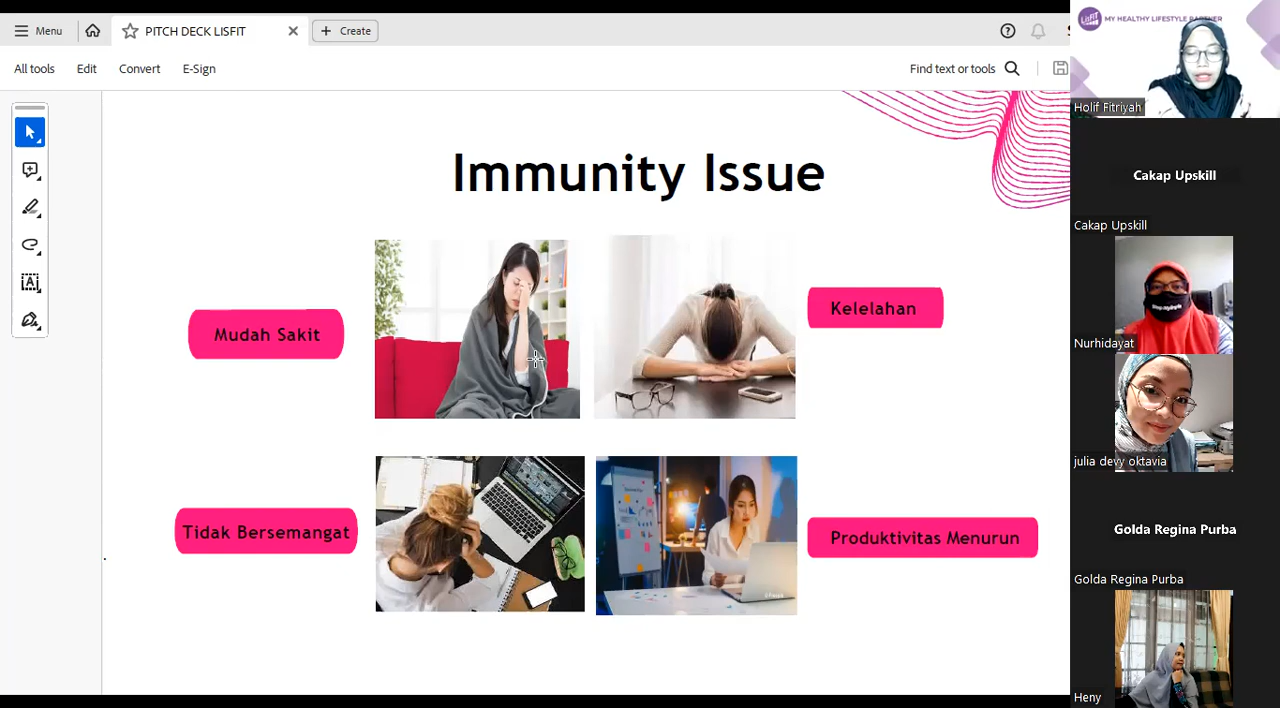 Menu
PITCH DECK LISFIT
Create
All tools
Edit
Convert
E-Sign
Find text or tools
Immunity Issue
Mudah Sakit
Kelelahan
Tidak Bersemangat
Produktivitas Menurun
LisFIT
MY HEALTHY LIFESTYLE PARTNER
Holif Fitriyah
Cakap Upskill
Cakap Upskill
Nurhidayat
julia devy oktavia
Golda Regina Purba
Golda Regina Purba
Heny